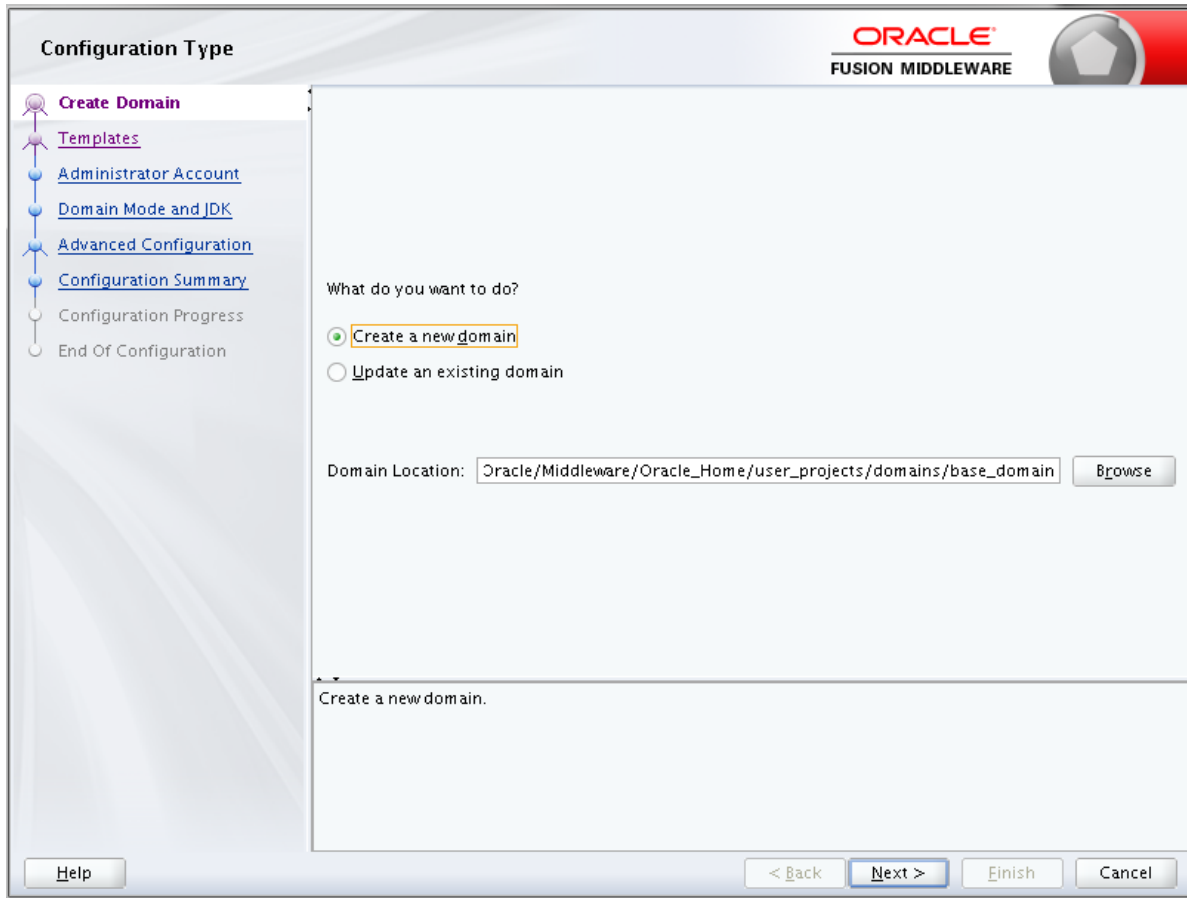 Configuration Type
ORACLE
FUSION MIDDLEWARE
Create Domain
Templates
Administrator Account
Domain Mode and JDK
Advanced Configuration
Configuration Summary
Configuration Progress
End Of Configuration
What do you want to do?
Create a new domain
Update an existing domain
Domain Location: Oracle/Middleware/Oracle_Home/user_projects/domains/base_domain Browse
Create a new domain.
Help < Back Next > Finish Cancel